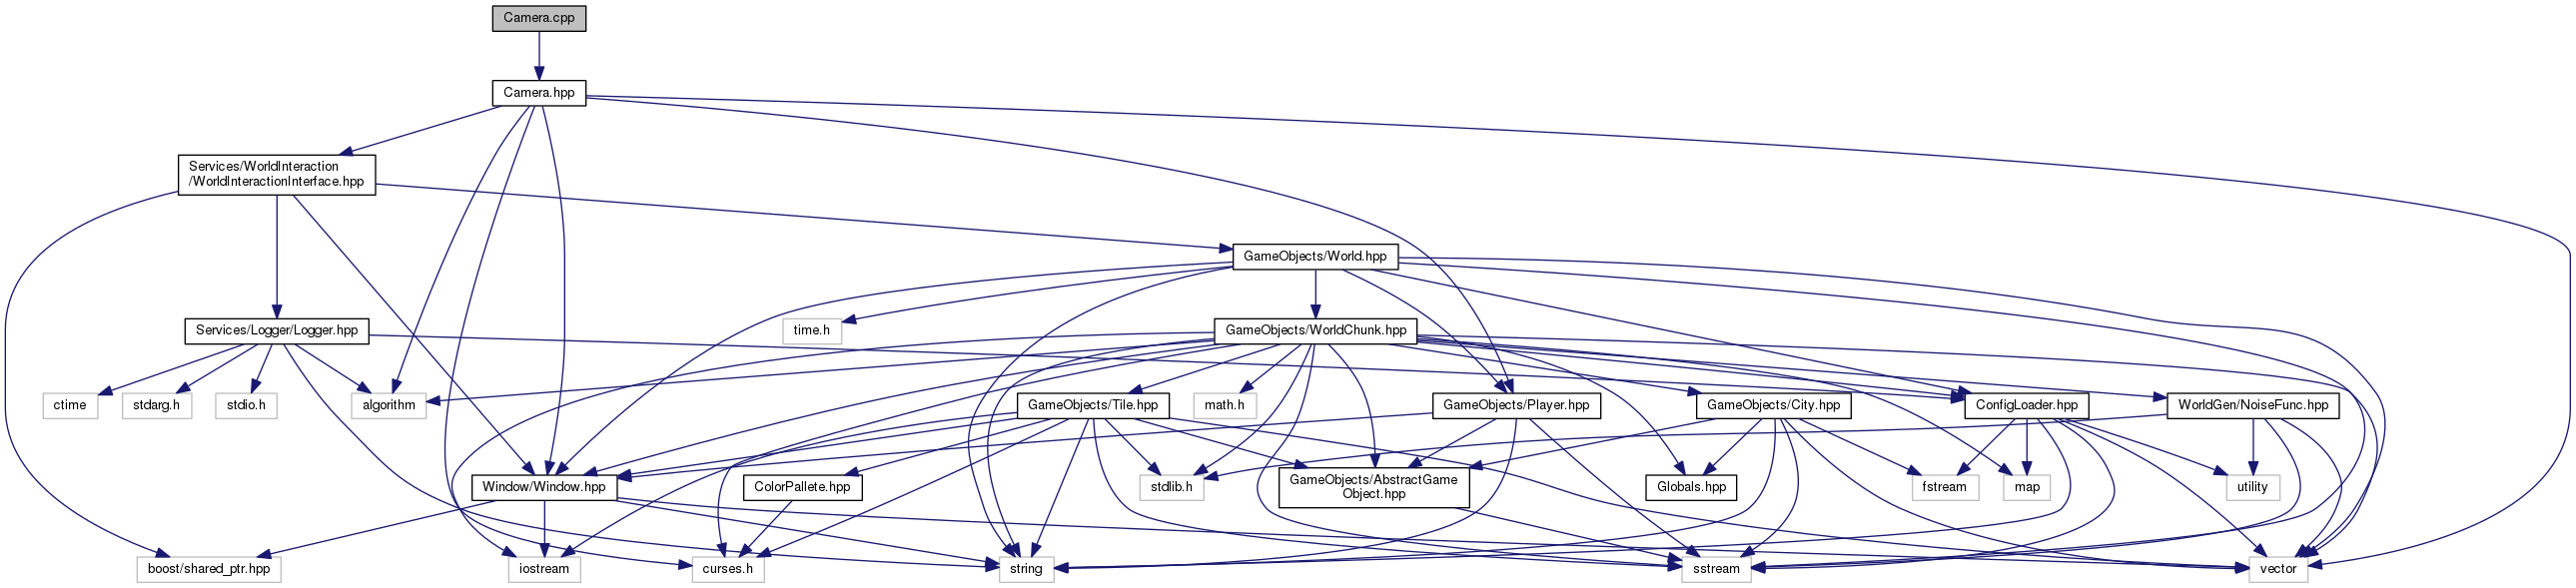 Camera.cpp
Camera.hpp
Services/WorldInteraction
/WorldInteractionInterface.hpp
GameObjects/World.hpp
Services/Logger/Logger.hpp
time.h
GameObjects/WorldChunk.hpp
ctime
stdarg.h
stdio.h
algorithm
GameObjects/Tile.hpp
math.h
GameObjects/Player.hpp
GameObjects/City.hpp
ConfigLoader.hpp
WorldGen/NoiseFunc.hpp
Window/Window.hpp
ColorPallete.hpp
stdlib.h
GameObjects/AbstractGame
Object.hpp
Globals.hpp
fstream
map
utility
boost/shared_ptr.hpp
iostream
curses.h
string
sstream
vector